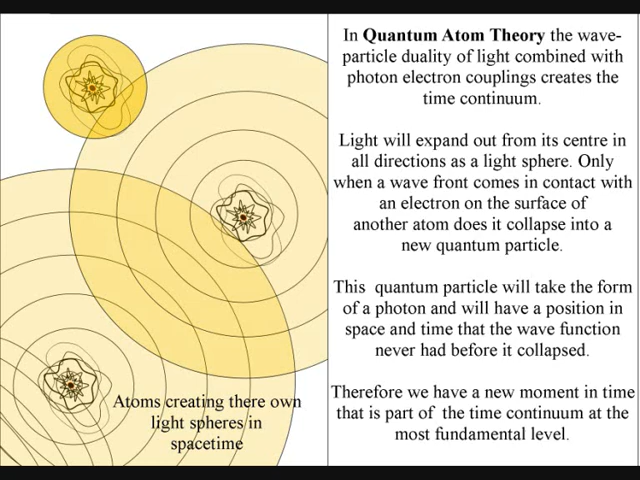 In Quantum Atom Theory the wave-
particle duality of light combined with
photon electron couplings creates the
time continuum.
Light will expand out from its centre in
all directions as a light sphere. Only
when a wave front comes in contact with
an electron on the surface of
another atom does it collapse into a
new quantum particle.
This quantum particle will take the form
of a photon and will have a position in
space and time that the wave function
never had before it collapsed.
Therefore we have a new moment in time
that is part of the time continuum at the
most fundamental level.
Atoms creating there own
light spheres in
spacetime